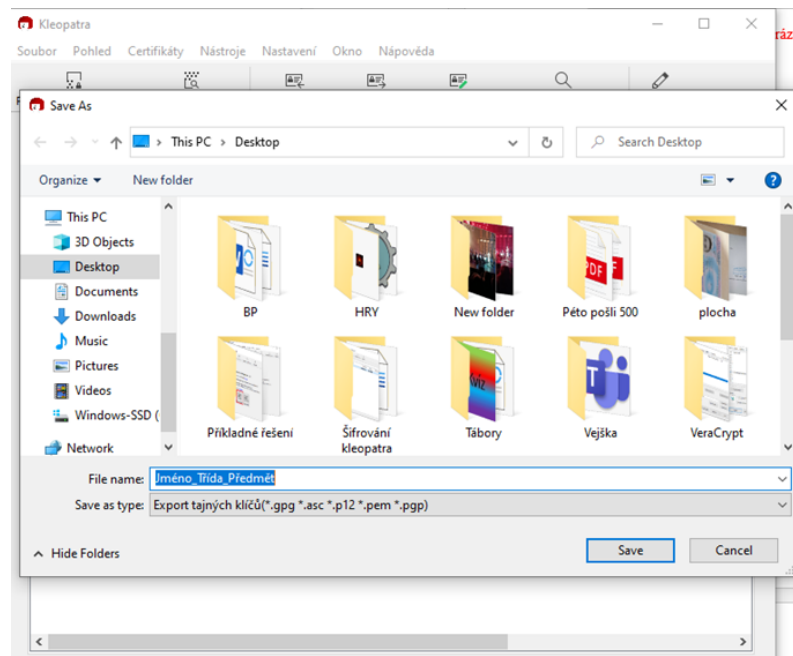 Kleopatra
Soubor Pohled Certifikáty Nástroje Nastavení Okno Nápověda
ráz
Save As
This PC > Desktop
Search Desktop
Organize New folder
This PC
3D Objects
Desktop
Documents
Downloads
Music
Pictures
Videos
Windows-SSD (
Network
BP HRY New folder Péťo pošli 500 plocha
Příkladné řešení Šifrování kleopatra Tábory Vejška VeraCrypt
File name: Jméno_Třída_Předmět
Save as type: Export tajných klíčů(*.gpg *.asc *.p12 *.pem *.pgp)
Hide Folders
Save Cancel